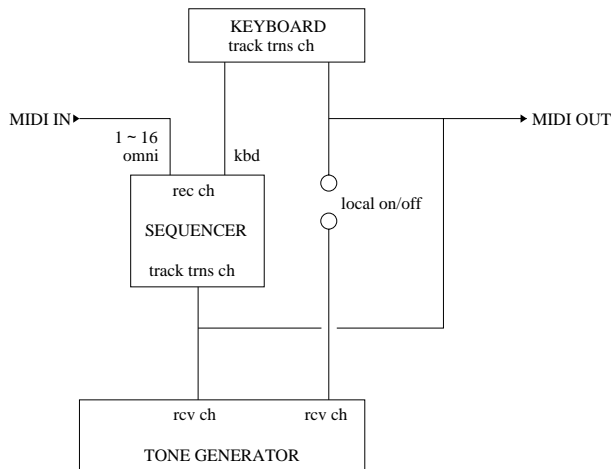 KEYBOARD
track trns ch
MIDI IN
MIDI OUT
1 ~ 16
omni
kbd
rec ch
local on/off
SEQUENCER
track trns ch
rcv ch
rcv ch
TONE GENERATOR